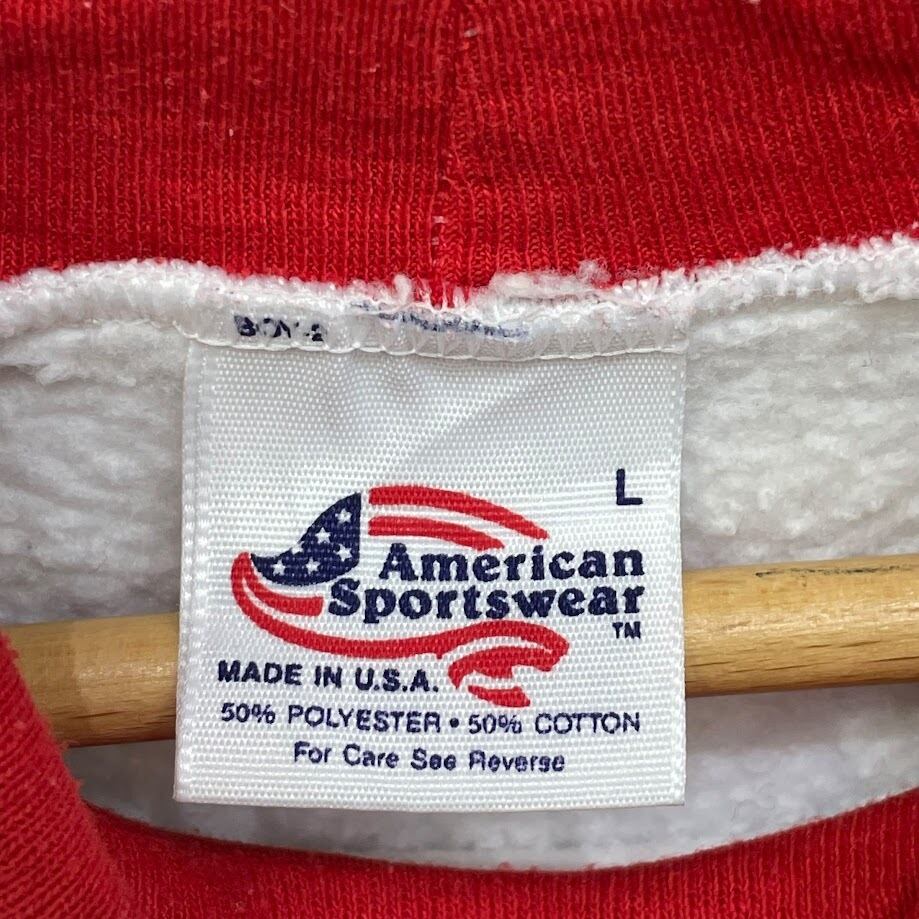 L
American
Sportswear
TM
MADE IN U.S.A.
50% POLYESTER • 50% COTTON
For Care See Reverse